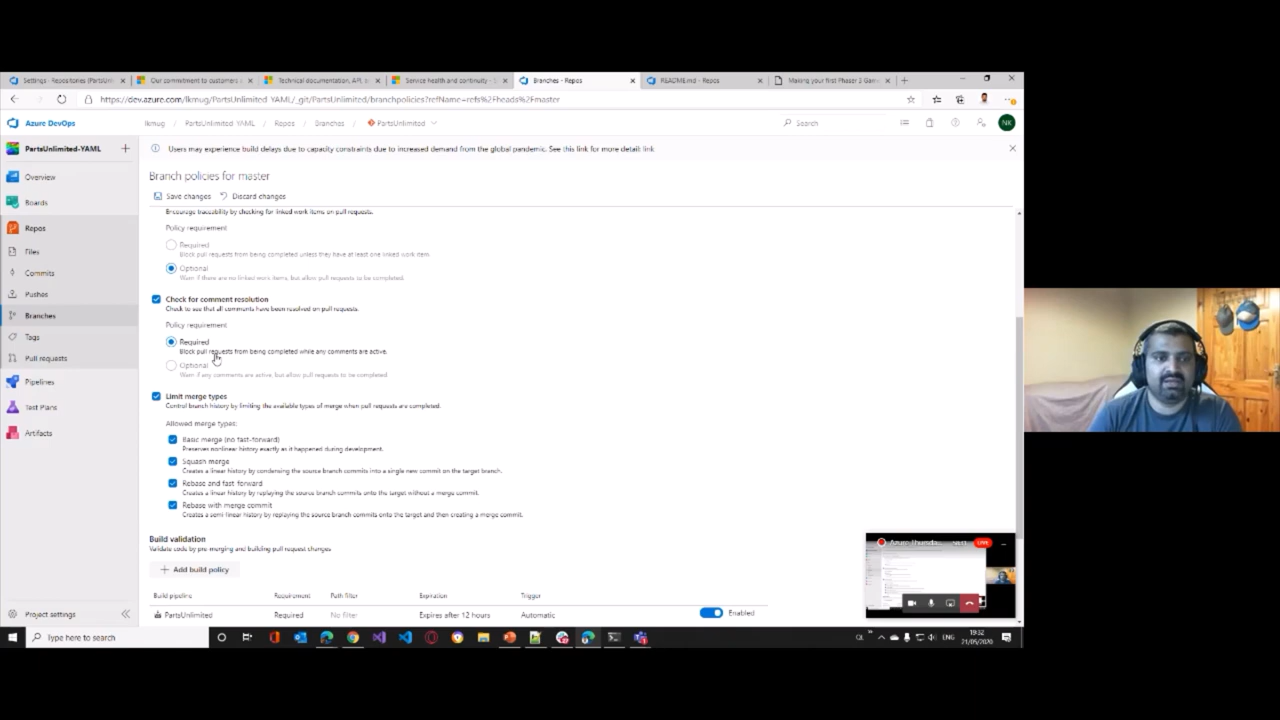 Settings - Repositories (PartsUn
Our commitment to customers
Technical documentation, API,
Service health and continuity -
Branches - Repos
README.md - Repos
Making your first Phaser 3 Gam
https://dev.azure.com/lkmug/PartsUnlimited-YAML/_git/PartsUnlimited/branchpolicies?refName=refs%2Fheads%2Fmaster
Azure DevOps
lkmug / PartsUnlimited-YAML / Repos / Branches / PartsUnlimited
Search
NK
PartsUnlimited-YAML
Users may experience build delays due to capacity constraints due to increased demand from the global pandemic. See this link for more detail: link
Overview
Boards
Repos
Files
Commits
Pushes
Branches
Tags
Pull requests
Pipelines
Test Plans
Artifacts
Project settings
Branch policies for master
Save changes
Discard changes
Encourage traceability by checking for linked work items on pull requests.
Policy requirement
Required
Block pull requests from being completed unless they have at least one linked work item.
Optional
Warn if there are no linked work items, but allow pull requests to be completed.
Check for comment resolution
Check to see that all comments have been resolved on pull requests.
Policy requirement
Required
Block pull requests from being completed while any comments are active.
Optional
Warn if any comments are active, but allow pull requests to be completed.
Limit merge types
Control branch history by limiting the available types of merge when pull requests are completed.
Allowed merge types:
Basic merge (no fast-forward)
Preserves nonlinear history exactly as it happened during development.
Squash merge
Creates a linear history by condensing the source branch commits into a single new commit on the target branch.
Rebase and fast-forward
Creates a linear history by replaying the source branch commits onto the target without a merge commit.
Rebase with merge commit
Creates a semi-linear history by replaying the source branch commits onto the target and then creating a merge commit.
Build validation
Validate code by pre-merging and building pull request changes
Add build policy
Build pipeline Requirement Path filter Expiration Trigger
PartsUnlimited Required No filter Expires after 12 hours Automatic Enabled
Azure Thursda...
LIVE
Type here to search
ENG
19:32
21/05/2020